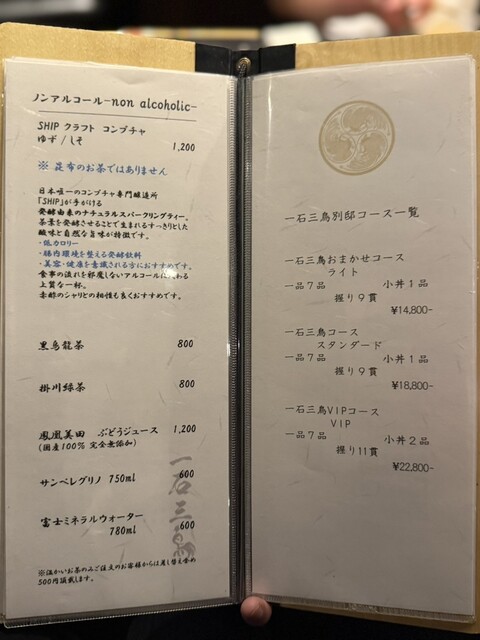 ノンアルコール-non alcoholic-
SHIP クラフト コンブチャ
ゆず/しそ 1,200
※ 昆布のお茶ではありません
日本唯一のコンブチャ専門醸造所
「SHIP」が手がける
発酵由来のナチュラルスパークリングティー。
茶葉を発酵させることで生まれるすっきりとした
酸味と自然な旨味が特徴です。
・低カロリー
・腸内環境を整える発酵飲料
・美容・健康を意識される方におすすめです。
食事の流れを邪魔しないアルコールに代わる
上質な一杯。
赤酢のシャリとの相性も良くおすすめです。
黒烏龍茶 800
掛川緑茶 800
鳳凰美田 ぶどうジュース 1,200
(国産100% 完全無添加)
サンペレグリノ 750ml 600
富士ミネラルウォーター
780ml 600
※温かいお茶のみご注文のお客様からは差し替え含め
500円頂戴します。
一石三鳥別邸コース一覧
一石三鳥おまかせコース
ライト
一品7品 小丼1品
握り9貫
¥14,800-
一石三鳥コース
スタンダード
一品7品 小丼1品
握り9貫
¥18,800-
一石三鳥VIPコース
VIP
一品7品 小丼2品
握り11貫
¥22,800-